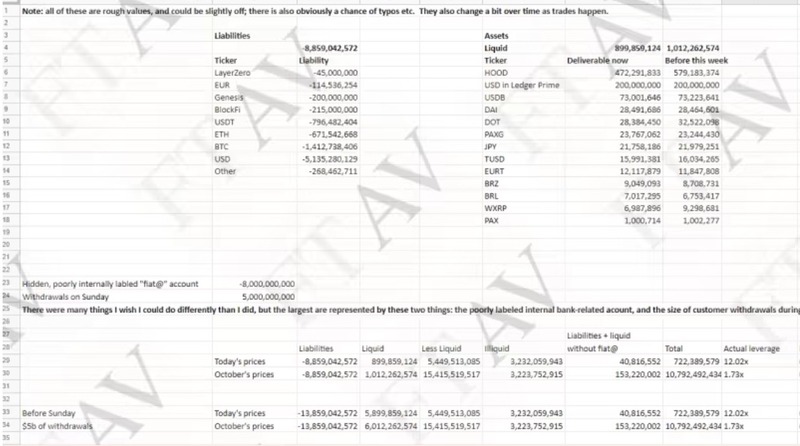 1 Note: all of these are rough values, and could be slightly off; there is also obviously a chance of typos etc. They also change a bit over time as trades happen.
2
3 Liabilities Assets
4 -8,859,042,572 Liquid 899,859,124 1,012,262,574
5 Ticker Liability Ticker Deliverable now Before this week
6 LayerZero -45,000,000 HOOD 472,291,833 579,183,374
7 EUR -114,536,254 USD in Ledger Prime 200,000,000 200,000,000
8 Genesis -200,000,000 USDB 73,001,646 73,223,641
9 BlockFi -215,000,000 DAI 28,491,686 28,464,601
10 USDT -796,482,404 DOT 28,384,450 32,522,098
11 ETH -671,542,668 PAXG 23,767,062 23,244,430
12 BTC -1,412,738,406 JPY 21,758,186 21,979,251
13 USD -5,135,280,129 TUSD 15,991,381 16,034,265
14 Other -268,462,711 EURT 12,117,879 11,847,808
15 BRZ 9,049,093 8,708,731
16 BRL 7,017,295 6,753,417
17 WXRP 6,987,896 9,298,681
18 PAX 1,000,714 1,002,277
19
20
21
22
23 Hidden, poorly internally labled "fiat@" account -8,000,000,000
24 Withdrawals on Sunday 5,000,000,000
25 There were many things I wish I could do differently than I did, but the largest are represented by these two things: the poorly labeled internal bank-related acount, and the size of customer withdrawals during
26
27 Liabilities + liquid
28 Liabilities Liquid Less Liquid Illiquid without fiat@ Total Actual leverage
29 Today's prices -8,859,042,572 899,859,124 5,449,513,085 3,232,059,943 40,816,552 722,389,579 12.02x
30 October's prices -8,859,042,572 1,012,262,574 15,415,519,517 3,223,752,915 153,220,002 10,792,492,434 1.73x
31
32
33 Before Sunday Today's prices -13,859,042,572 5,899,859,124 5,449,513,085 3,232,059,943 40,816,552 722,389,579 12.02x
34 $5b of withdrawals October's prices -13,859,042,572 6,012,262,574 15,415,519,517 3,223,752,915 153,220,002 10,792,492,434 1.73x
35
FT AV